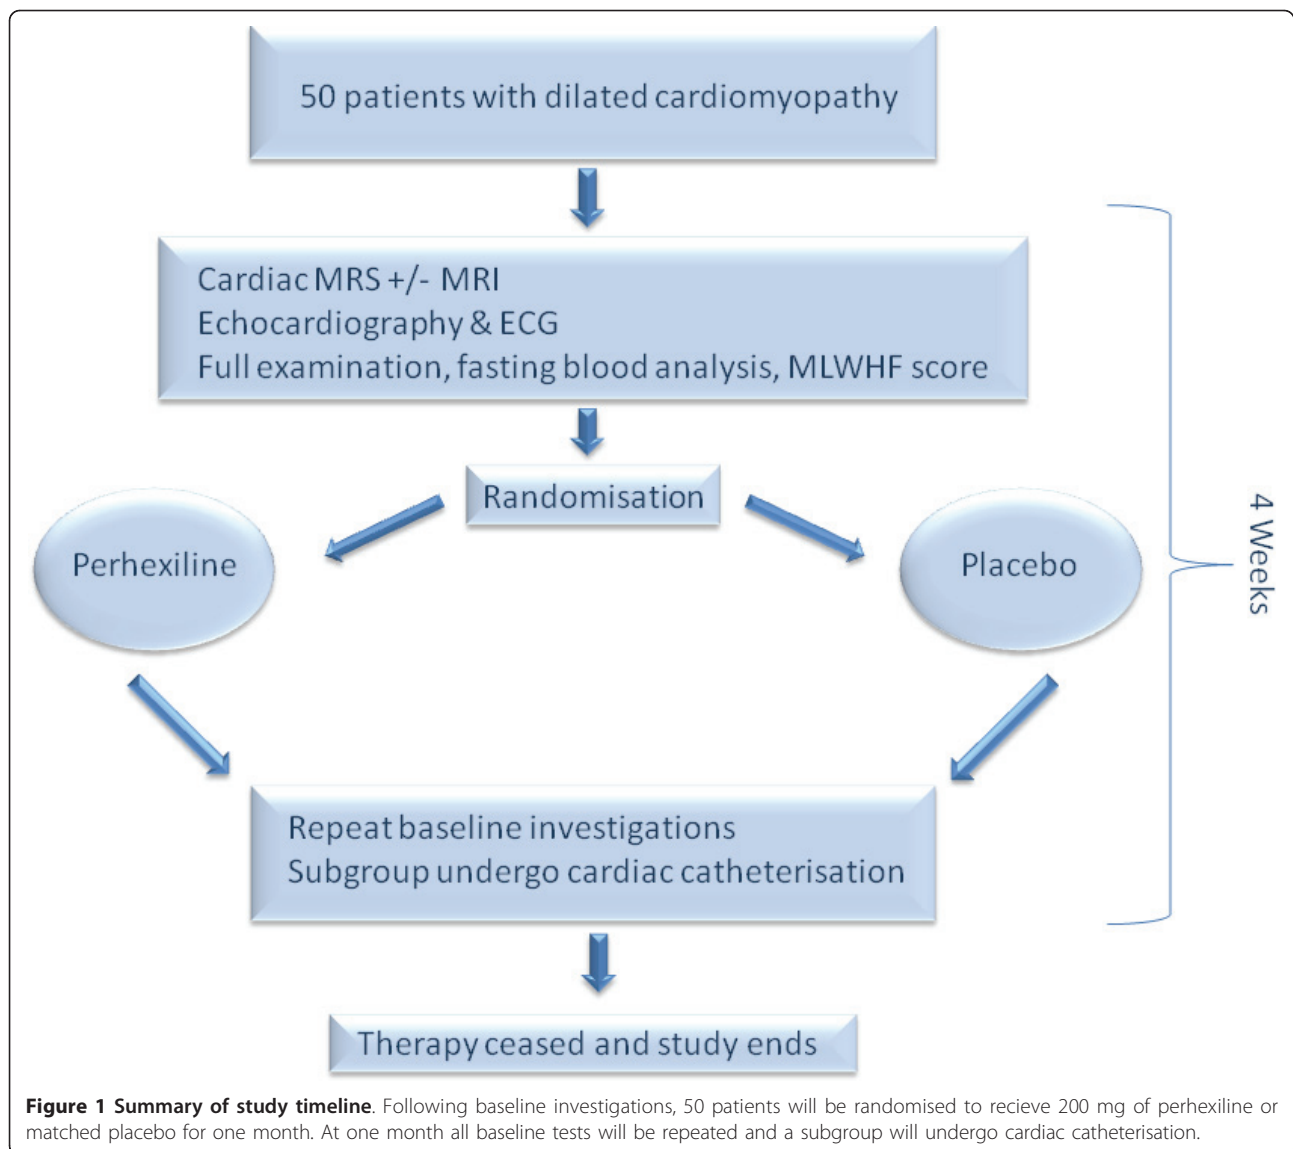 50 patients with dilated cardiomyopathy
Cardiac MRS +/- MRI
Echocardiography & ECG
Full examination, fasting blood analysis, MLWHF score
Randomisation
Perhexiline
Placebo
4 Weeks
Repeat baseline investigations
Subgroup undergo cardiac catheterisation
Therapy ceased and study ends
Figure 1 Summary of study timeline. Following baseline investigations, 50 patients will be randomised to recieve 200 mg of perhexiline or
matched placebo for one month. At one month all baseline tests will be repeated and a subgroup will undergo cardiac catheterisation.